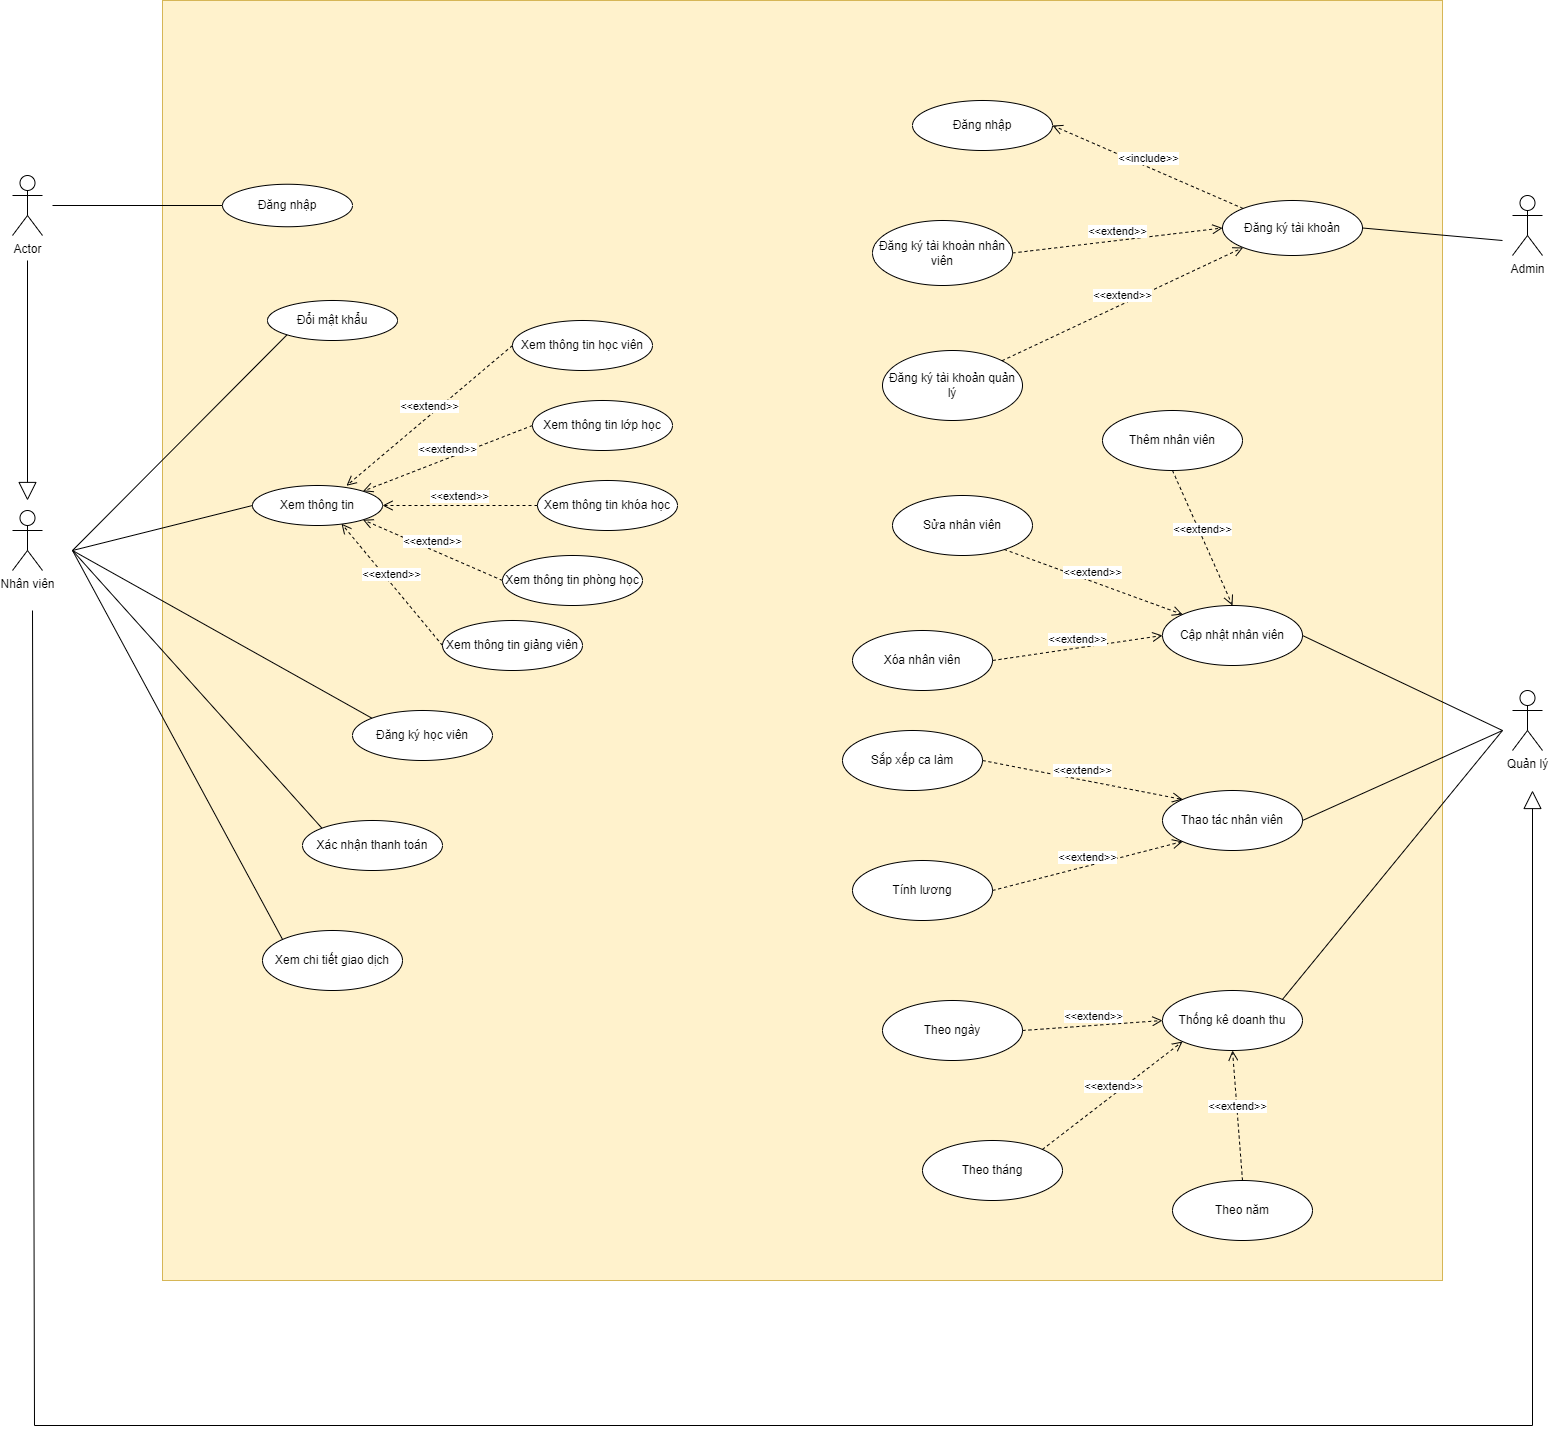 Actor
Đăng nhập
Nhân viên
Đổi mật khẩu
Xem thông tin
<<extend>>
Xem thông tin học viên
<<extend>>
Xem thông tin lớp học
<<extend>>
Xem thông tin khóa học
<<extend>>
Xem thông tin phòng học
<<extend>>
Xem thông tin giảng viên
Đăng ký học viên
Xác nhận thanh toán
Xem chi tiết giao dịch
Đăng nhập
<<include>>
Đăng ký tài khoản
Admin
<<extend>>
Đăng ký tài khoản nhân
viên
<<extend>>
Đăng ký tài khoản quản
lý
Thêm nhân viên
<<extend>>
Sửa nhân viên
<<extend>>
Cập nhật nhân viên
<<extend>>
Xóa nhân viên
Quản lý
Sắp xếp ca làm
<<extend>>
Thao tác nhân viên
<<extend>>
Tính lương
Thống kê doanh thu
<<extend>>
Theo ngày
<<extend>>
Theo tháng
<<extend>>
Theo năm